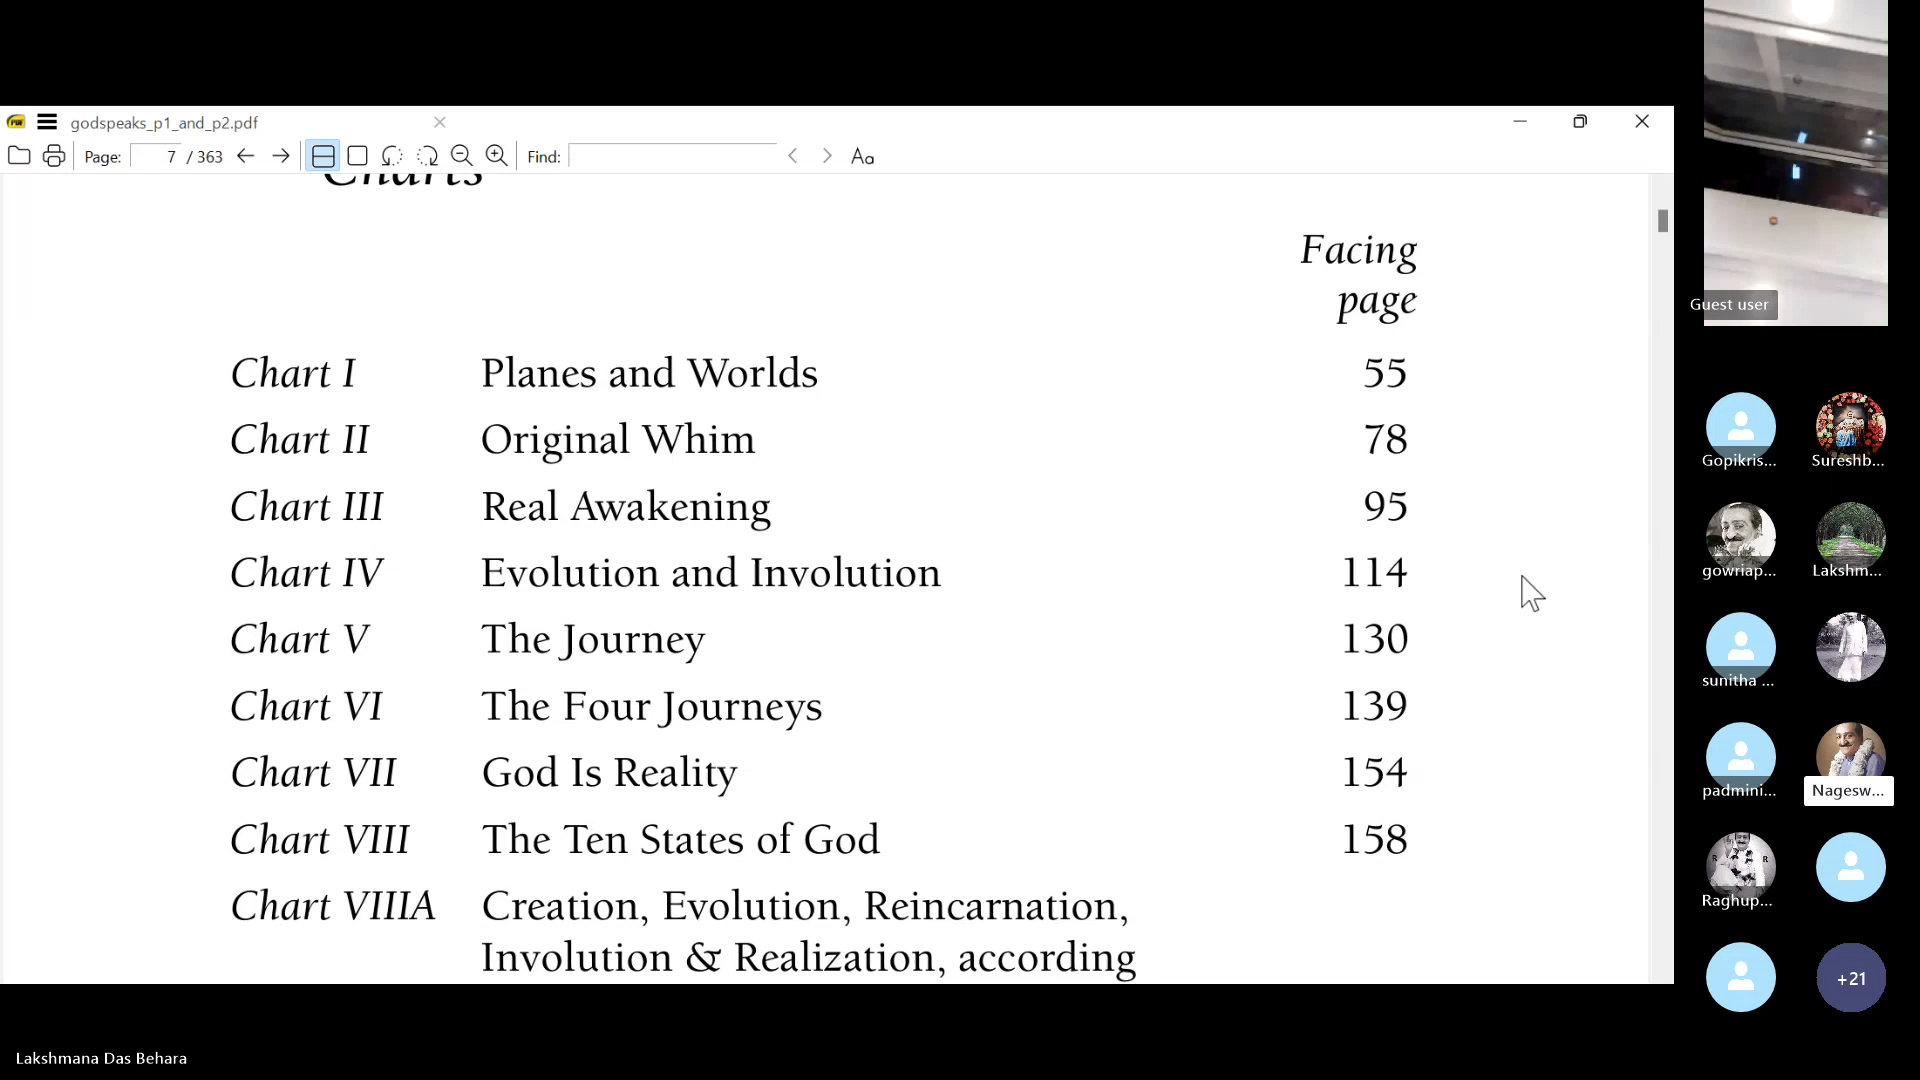 godspeaks_p1_and_p2.pdf
Page: 7 / 363 Find: Aa
Charts
Facing
page
Chart I Planes and Worlds 55
Chart II Original Whim 78
Chart III Real Awakening 95
Chart IV Evolution and Involution 114
Chart V The Journey 130
Chart VI The Four Journeys 139
Chart VII God Is Reality 154
Chart VIII The Ten States of God 158
Chart VIIIA Creation, Evolution, Reincarnation,
Involution & Realization, according
Guest user
Gopikris... Sureshb...
gowriap... Lakshm...
sunitha ...
padmini... Nagesw...
R R
Raghup...
+21
Lakshmana Das Behara